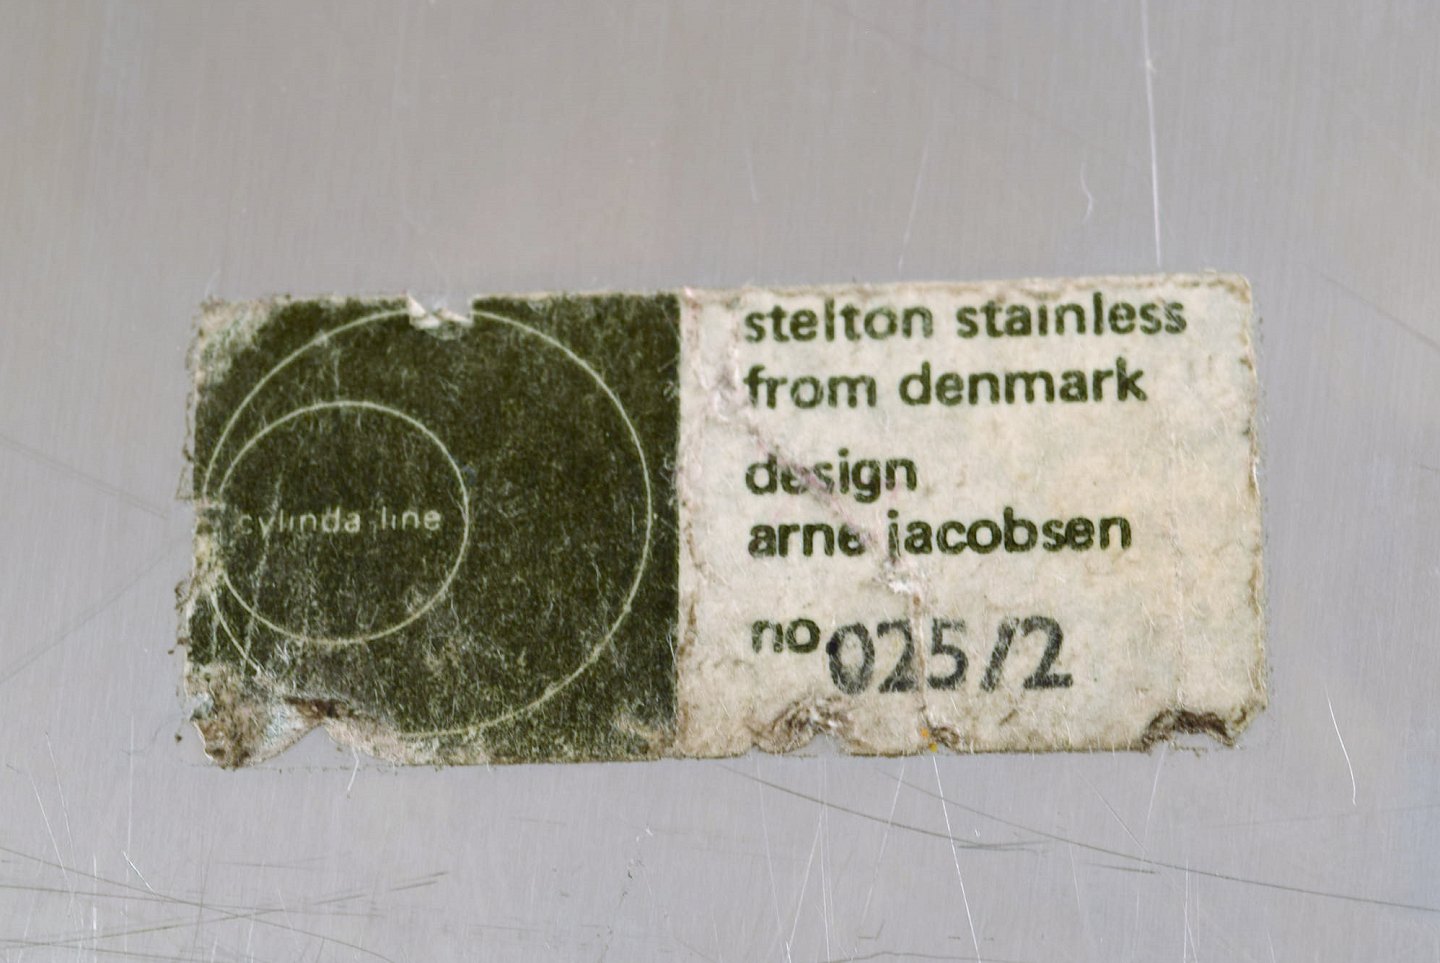 cylinda line
stelton stainless
from denmark
design
arne jacobsen
no 025/2